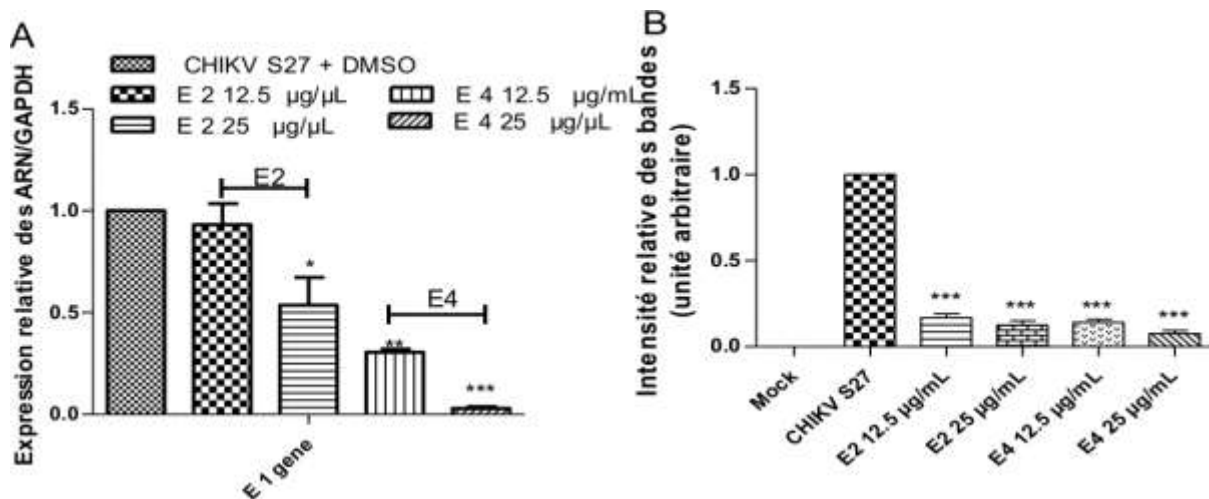 A
Expression relative des ARN/GAPDH
CHIKV S27 + DMSO
E 2 12.5 µg/µL
E 4 12.5 µg/mL
E 2 25 µg/µL
E 4 25 µg/µL
1.5
1.0
0.5
0.0
E2
*
E4
**
***
E 1 gene
B
Intensité relative des bandes
(unité arbitraire)
1.5
1.0
0.5
0.0
***
***
***
***
Mock
CHIKV S27
E2 12.5 µg/mL
E2 25 µg/mL
E4 12.5 µg/mL
E4 25 µg/mL